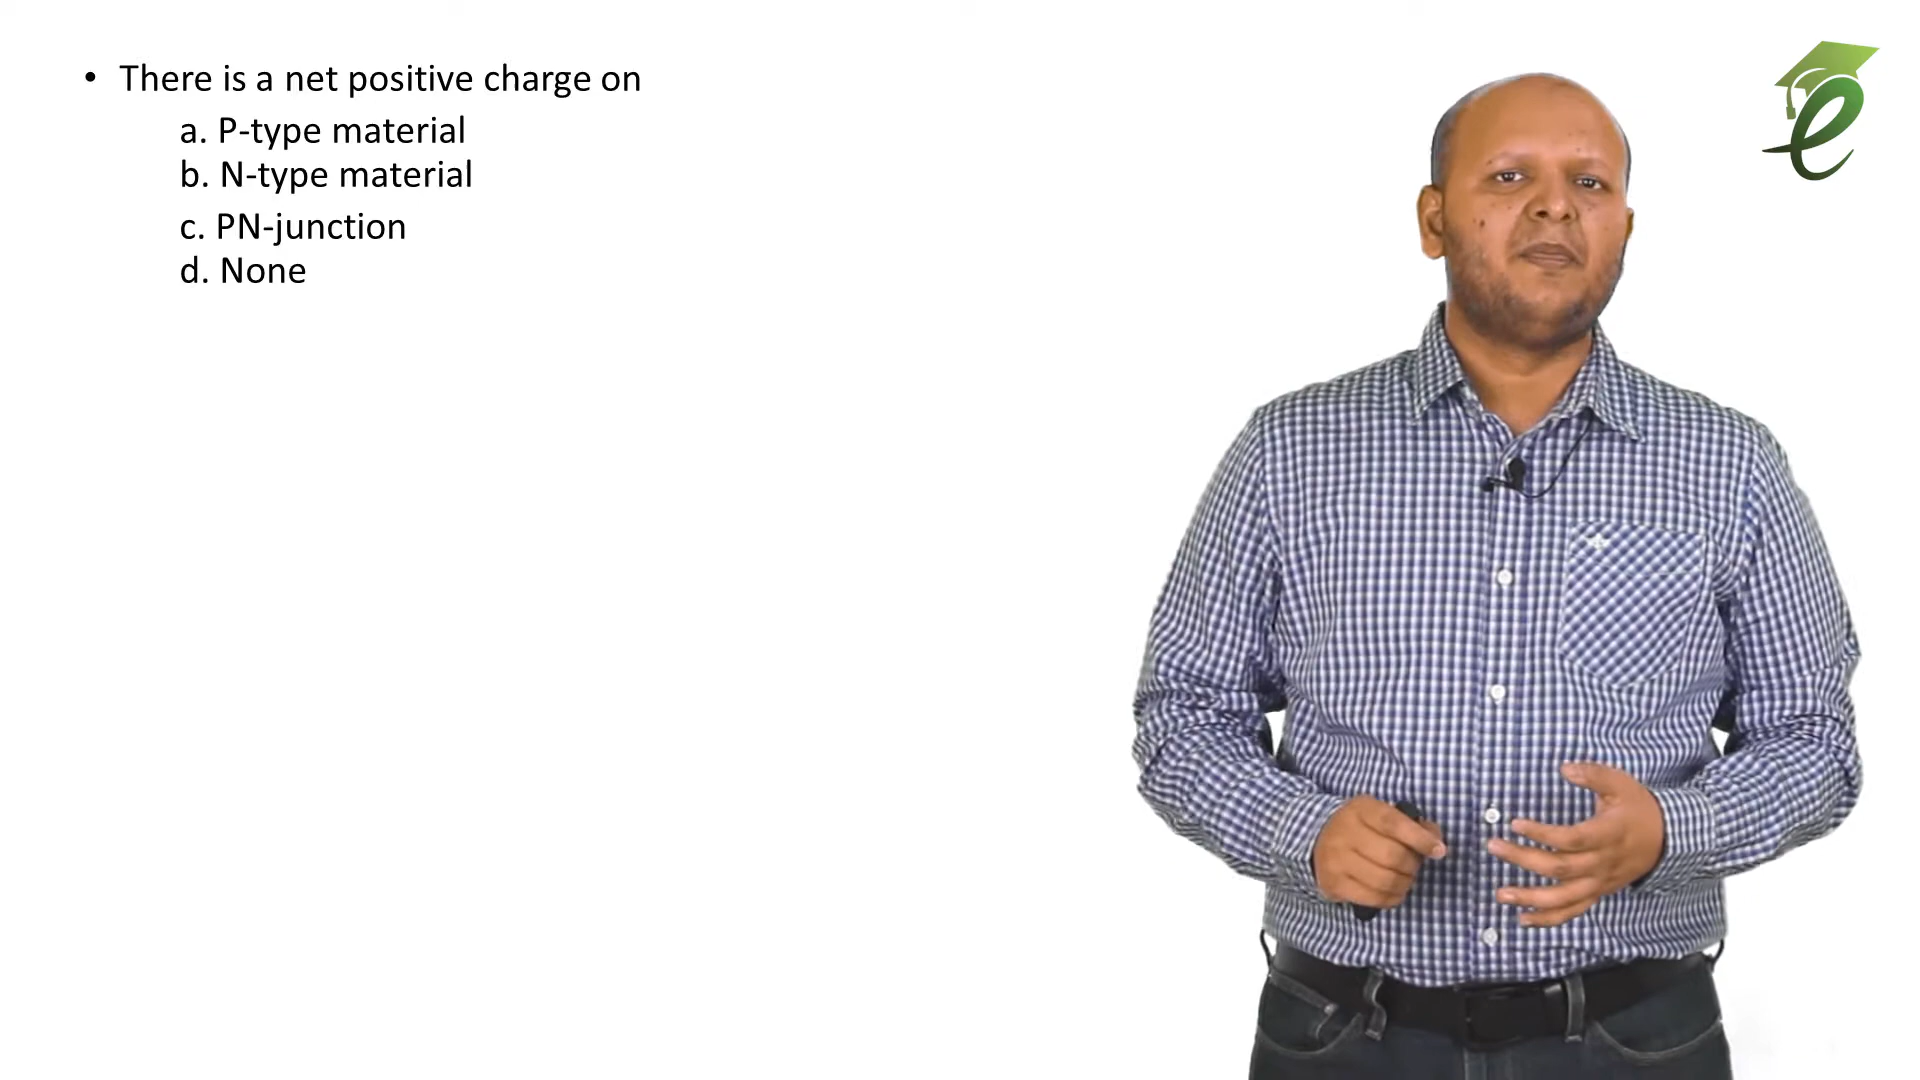 • There is a net positive charge on
a. P-type material
b. N-type material
c. PN-junction
d. None